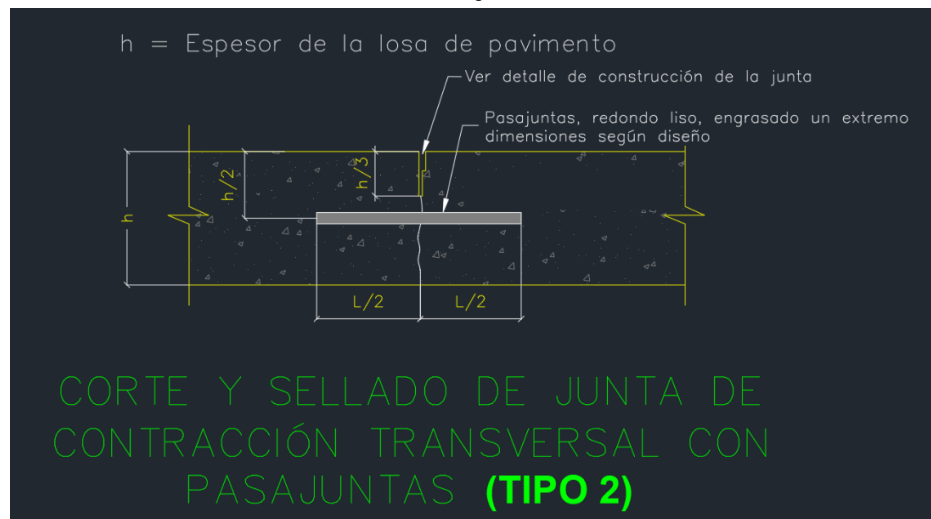 h = Espesor de la losa de pavimento
Ver detalle de construcción de la junta
Pasajuntas, redondo liso, engrasado un extremo
dimensiones según diseño
h/2
h/3
h
L/2
L/2
CORTE Y SELLADO DE JUNTA DE
CONTRACCIÓN TRANSVERSAL CON
PASAJUNTAS (TIPO 2)